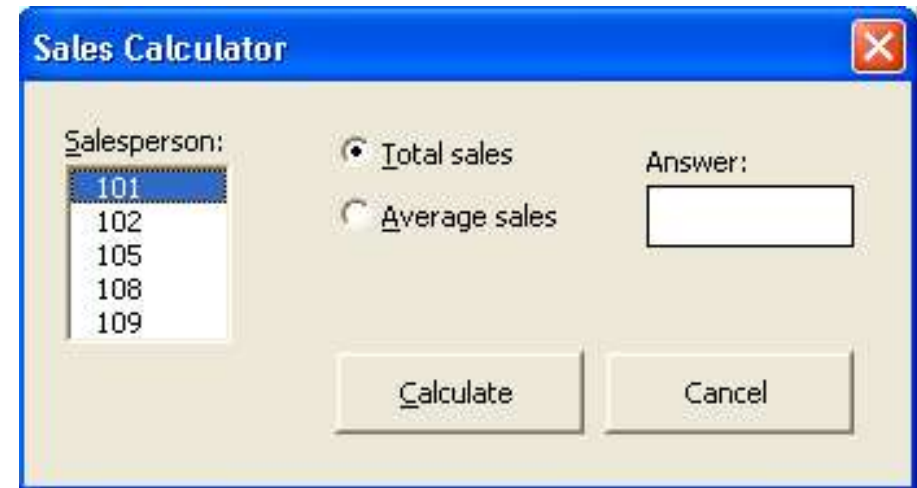 Sales Calculator
Salesperson:
101
102
105
108
109
Total sales
Average sales
Answer:
Calculate
Cancel